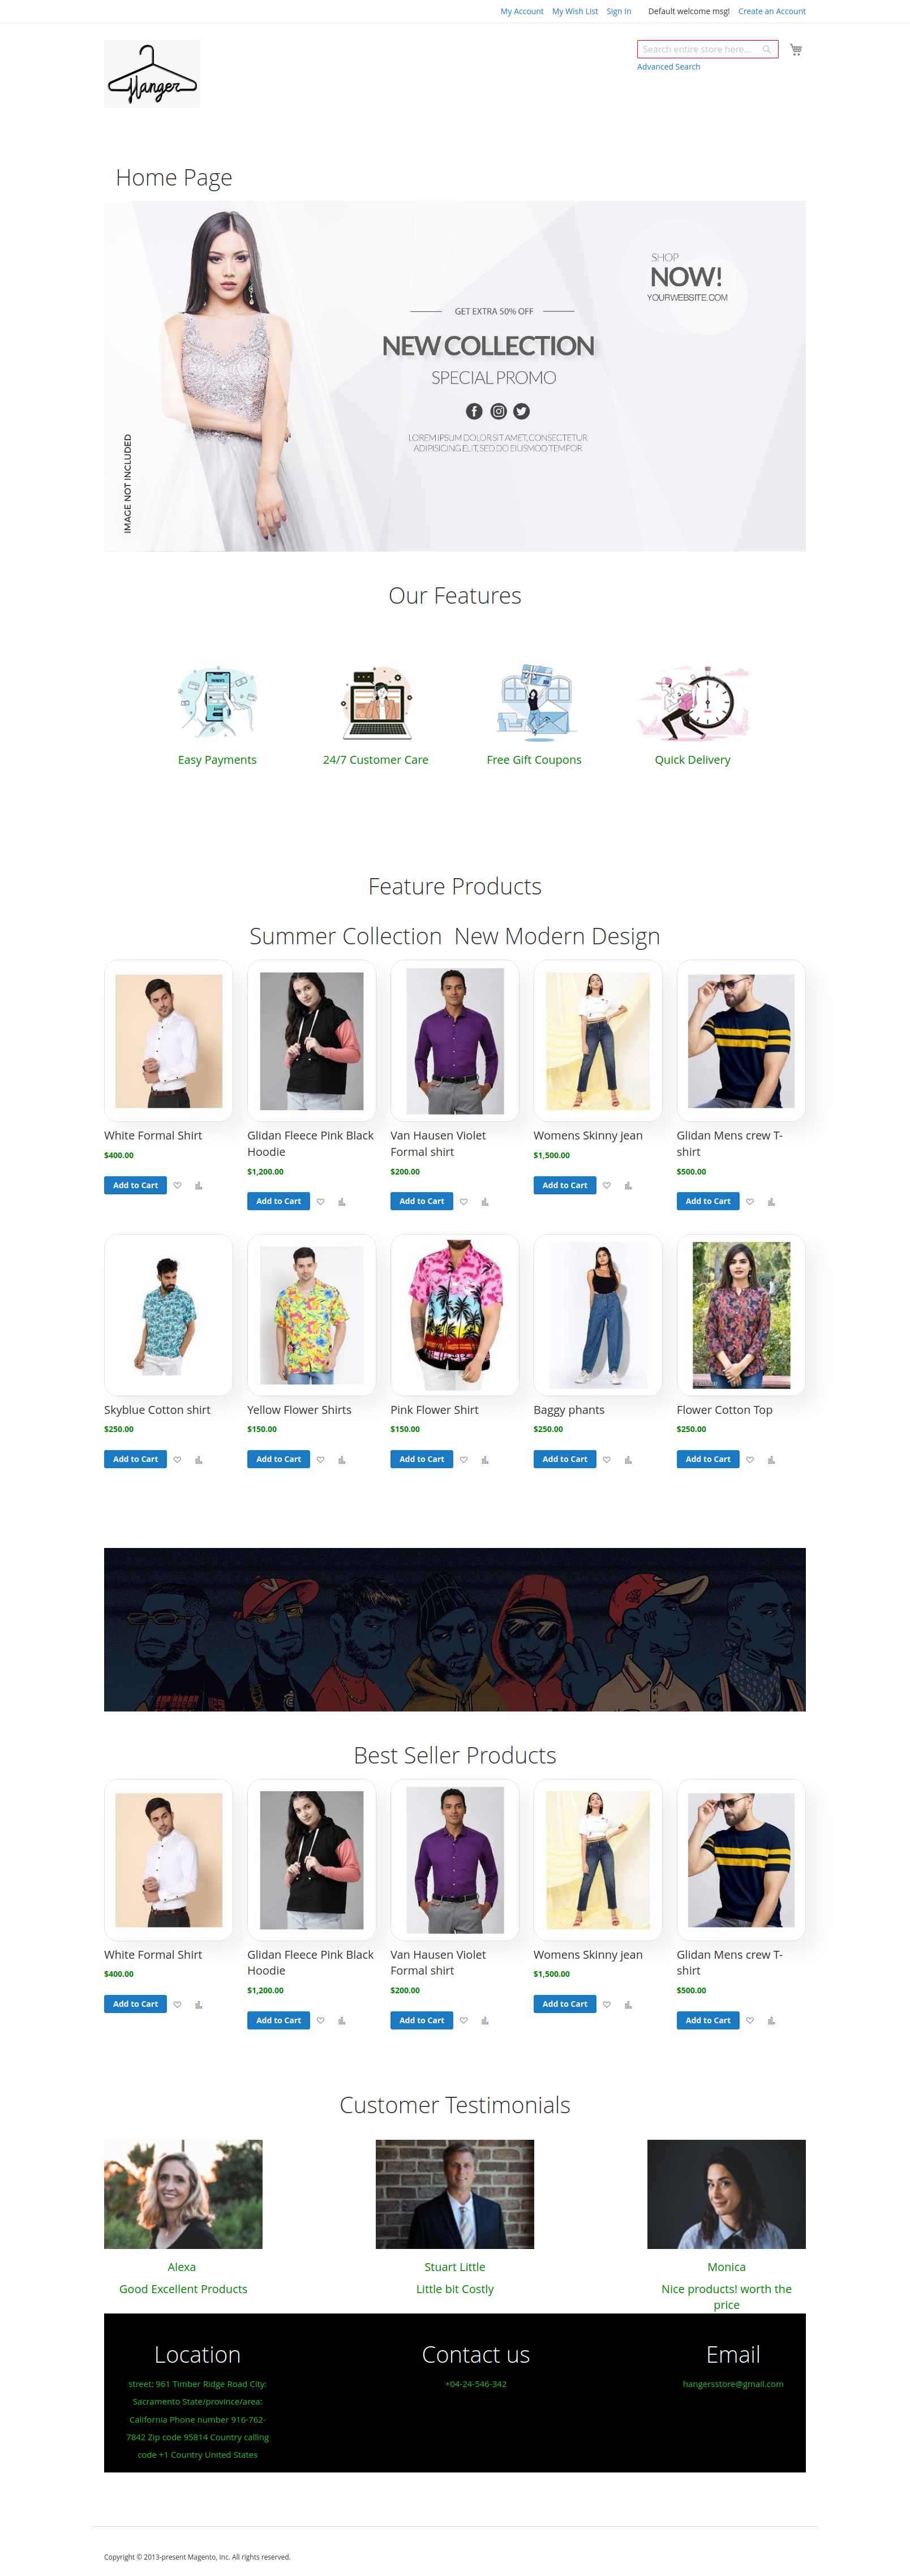 My Account My Wish List Sign In Default welcome msg! Create an Account
Hanger
Search entire store here...
Advanced Search
Home Page
SHOP
NOW!
YOURWEBSITE.COM
GET EXTRA 50% OFF
NEW COLLECTION
SPECIAL PROMO
LOREM IPSUM DOLOR SIT AMET, CONSECTETUR
ADIPISICING ELIT, SED DO EIUSMOD TEMPOR
IMAGE NOT INCLUDED
Our Features
Easy Payments 24/7 Customer Care Free Gift Coupons Quick Delivery
Feature Products
Summer Collection New Modern Design
White Formal Shirt
$400.00
Add to Cart
Glidan Fleece Pink Black
Hoodie
$1,200.00
Add to Cart
Van Hausen Violet
Formal shirt
$200.00
Add to Cart
Womens Skinny jean
$1,500.00
Add to Cart
Glidan Mens crew T-
shirt
$500.00
Add to Cart
Skyblue Cotton shirt
$250.00
Add to Cart
Yellow Flower Shirts
$150.00
Add to Cart
Pink Flower Shirt
$150.00
Add to Cart
Baggy phants
$250.00
Add to Cart
Flower Cotton Top
$250.00
Add to Cart
Best Seller Products
White Formal Shirt
$400.00
Add to Cart
Glidan Fleece Pink Black
Hoodie
$1,200.00
Add to Cart
Van Hausen Violet
Formal shirt
$200.00
Add to Cart
Womens Skinny jean
$1,500.00
Add to Cart
Glidan Mens crew T-
shirt
$500.00
Add to Cart
Customer Testimonials
Alexa
Good Excellent Products
Stuart Little
Little bit Costly
Monica
Nice products! worth the
price
Location
street: 961 Timber Ridge Road City:
Sacramento State/province/area:
California Phone number 916-762-
7842 Zip code 95814 Country calling
code +1 Country United States
Contact us
+04-24-546-342
Email
hangersstore@gmail.com
Copyright © 2013-present Magento, Inc. All rights reserved.